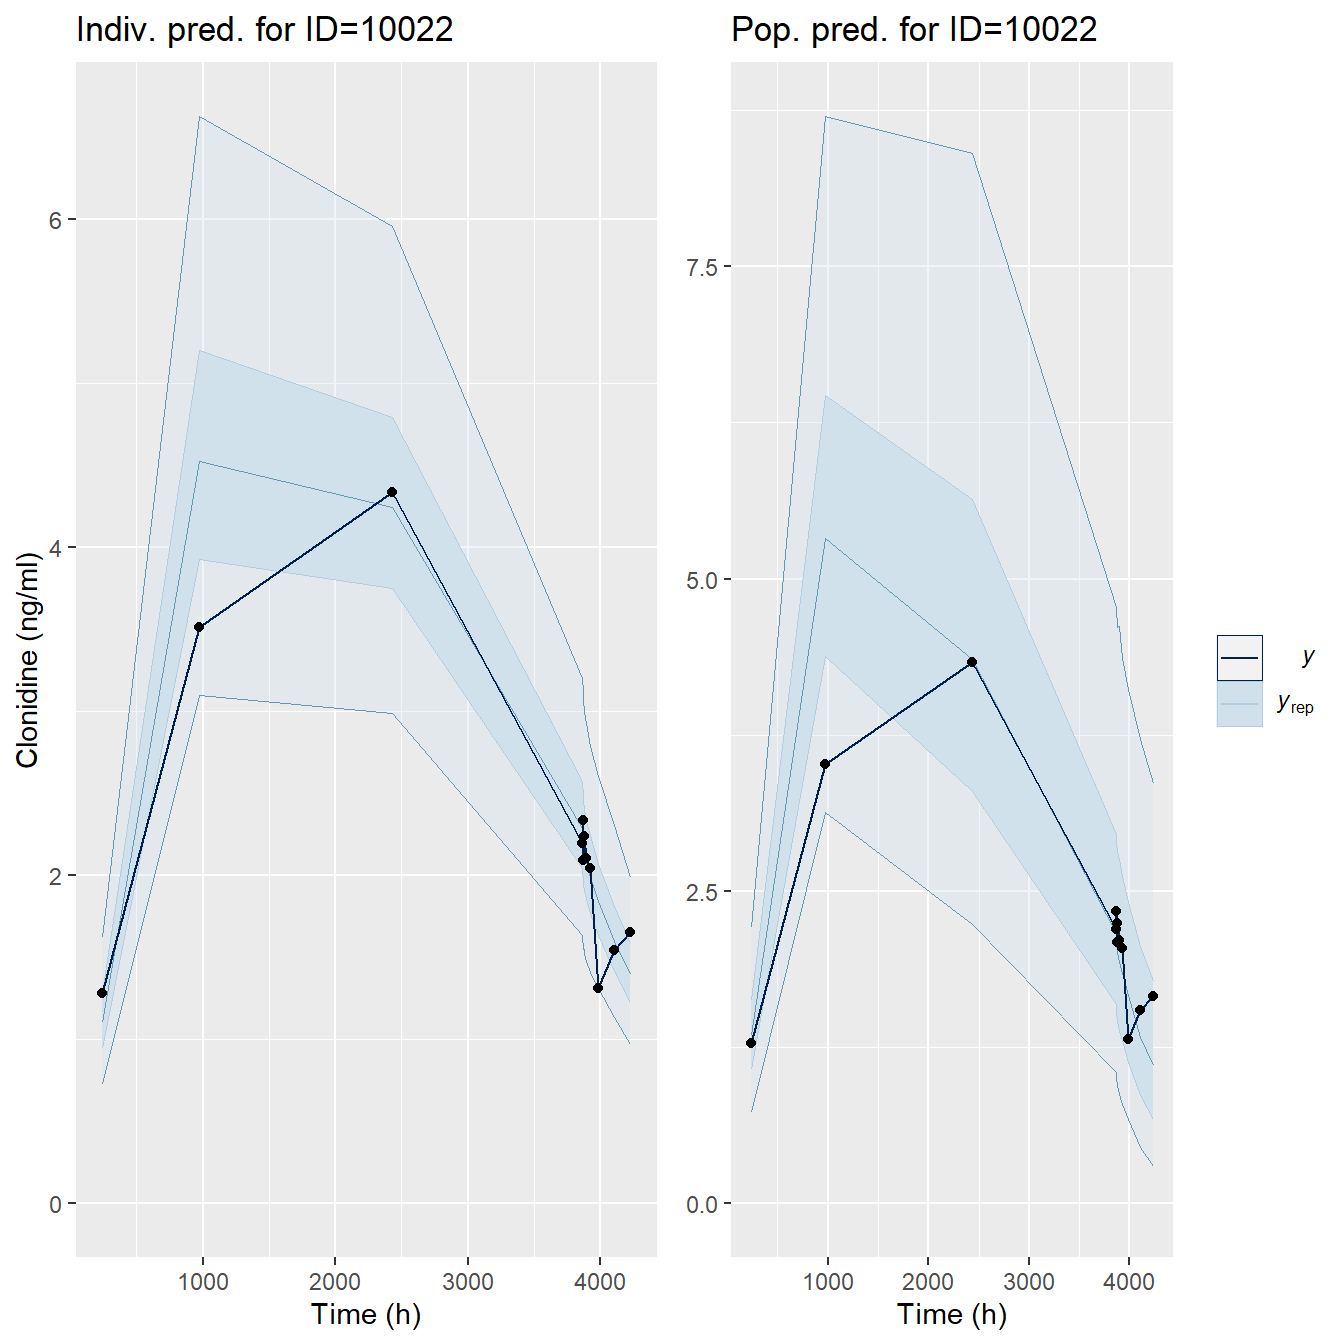 Indiv. pred. for ID=10022
Clonidine (ng/ml)
6
4
2
0
1000 2000 3000 4000
Time (h)
Pop. pred. for ID=10022
7.5
5.0
2.5
0.0
1000 2000 3000 4000
Time (h)
y
yrep